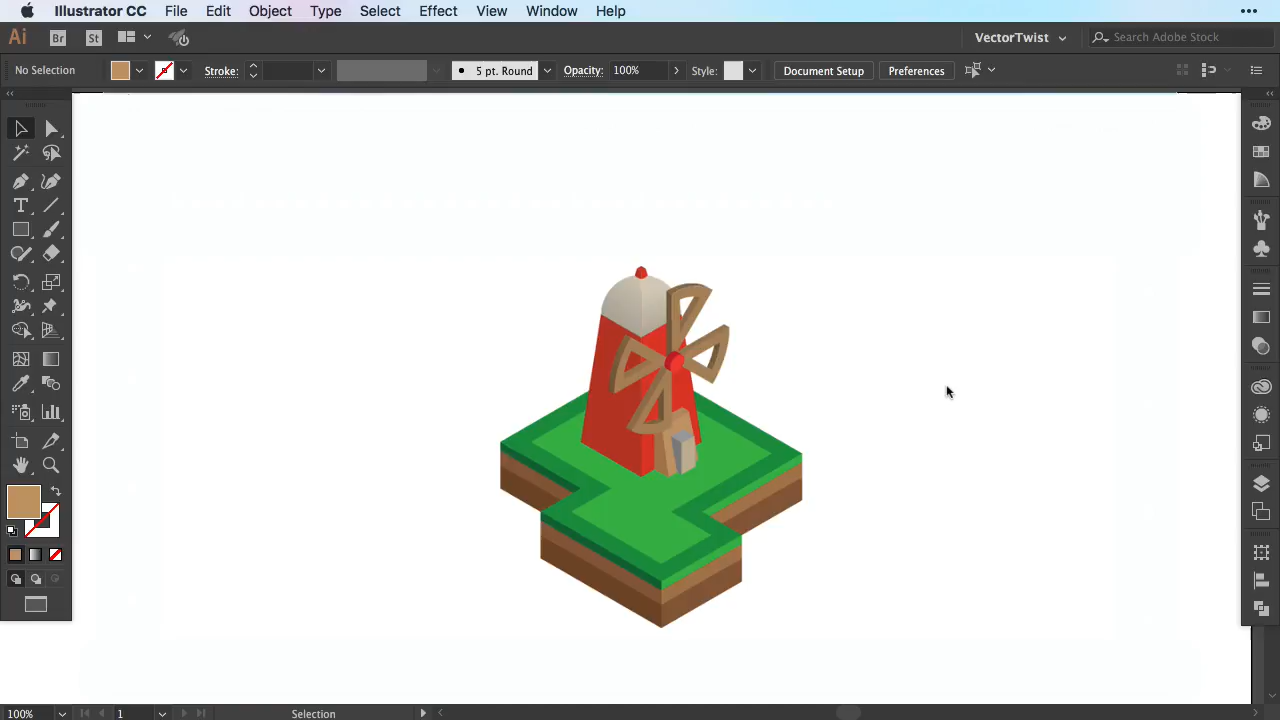 Illustrator CC File Edit Object Type Select Effect View Window Help
Ai Br St VectorTwist Search Adobe Stock
No Selection Stroke: 5 pt. Round Opacity: 100% Style: Document Setup Preferences
T
100% 1 Selection